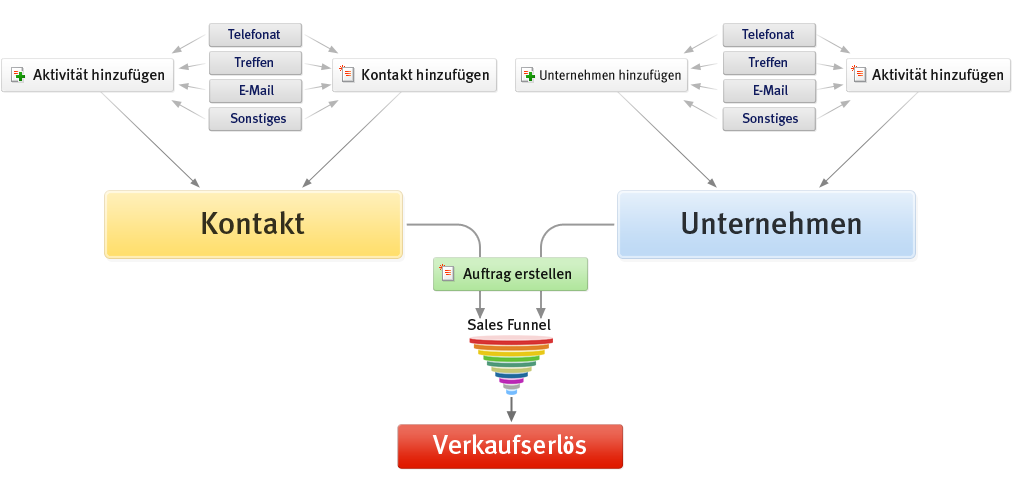 Telefonat
Treffen
E-Mail
Sonstiges
Aktivität hinzufügen
Kontakt hinzufügen
Telefonat
Treffen
E-Mail
Sonstiges
Unternehmen hinzufügen
Aktivität hinzufügen
Kontakt
Unternehmen
Auftrag erstellen
Sales Funnel
Verkaufserlös